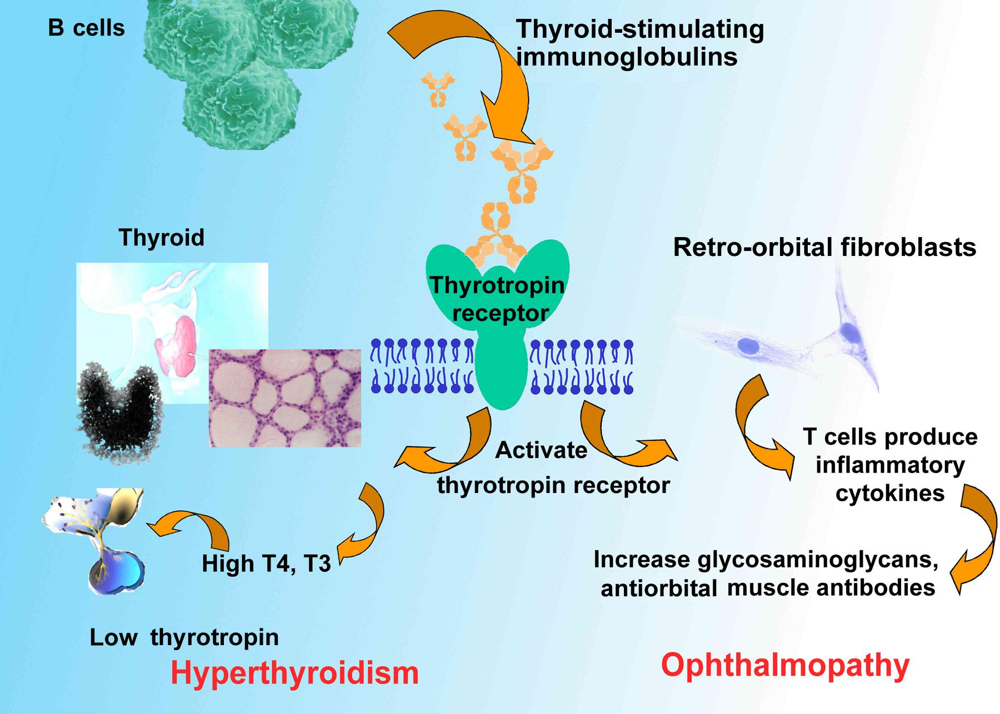 B cells
Thyroid-stimulating
immunoglobulins
Thyroid
Retro-orbital fibroblasts
Thyrotropin
receptor
Activate
thyrotropin receptor
T cells produce
inflammatory
cytokines
High T4, T3
Increase glycosaminoglycans,
antiorbital muscle antibodies
Low thyrotropin
Hyperthyroidism
Ophthalmopathy